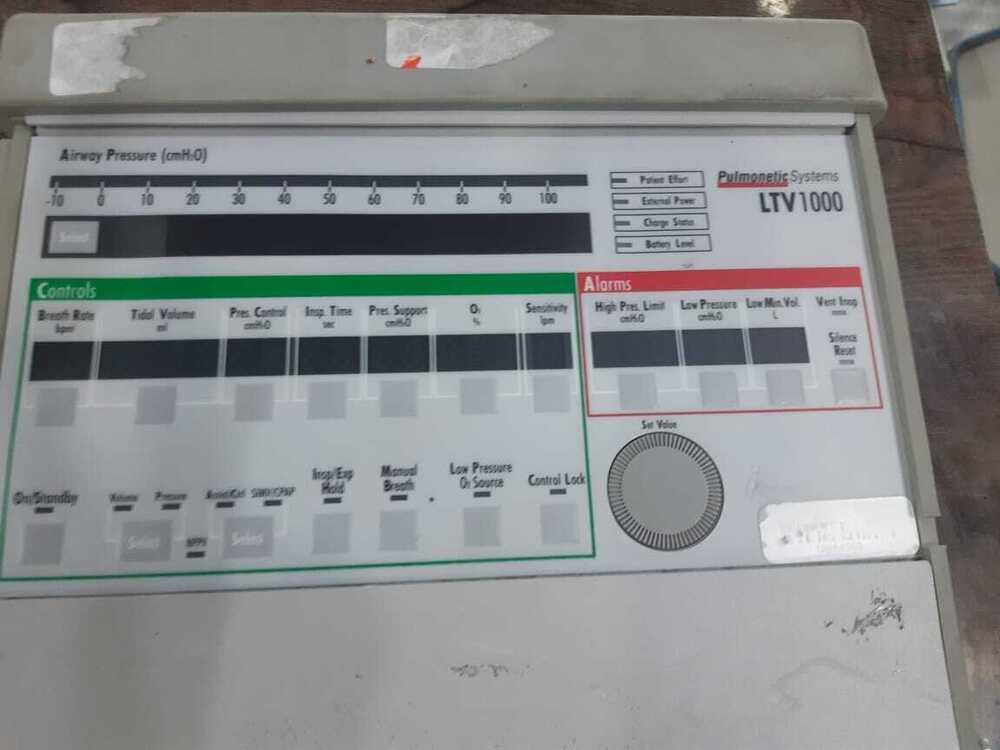 Airway Pressure (cmH2O)
-10 0 10 20 30 40 50 60 70 80 90 100
Select
Patient Effort
External Power
Charge Status
Battery Level
Pulmonetic Systems
LTV1000
Controls
Breath Rate
bpm
Tidal Volume
ml
Pres. Control
cmH2O
Insp. Time
sec
Pres. Support
cmH2O
O2
%
Sensitivity
lpm
Alarms
High Pres. Limit
cmH2O
Low Pressure
cmH2O
Low Min. Vol.
L
Vent Inop
Silence
Reset
Set Value
On/Standby
Volume Pressure
Select
NPPV
Assist/Ctrl SIMV/CPAP
Select
Insp/Exp
Hold
Manual
Breath
Low Pressure
O2 Source
Control Lock